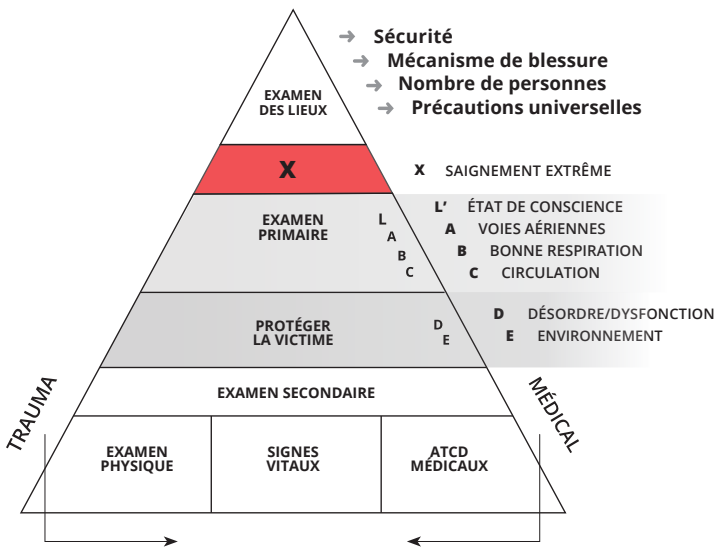 ➜ Sécurité
➜ Mécanisme de blessure
➜ Nombre de personnes
➜ Précautions universelles
EXAMEN
DES LIEUX
X
X SAIGNEMENT EXTRÊME
EXAMEN
PRIMAIRE
L
A
B
C
L’ ÉTAT DE CONSCIENCE
A VOIES AÉRIENNES
B BONNE RESPIRATION
C CIRCULATION
PROTÉGER
LA VICTIME
D
E
D DÉSORDRE/DYSFONCTION
E ENVIRONNEMENT
EXAMEN SECONDAIRE
TRAUMA
MÉDICAL
EXAMEN
PHYSIQUE
SIGNES
VITAUX
ATCD
MÉDICAUX